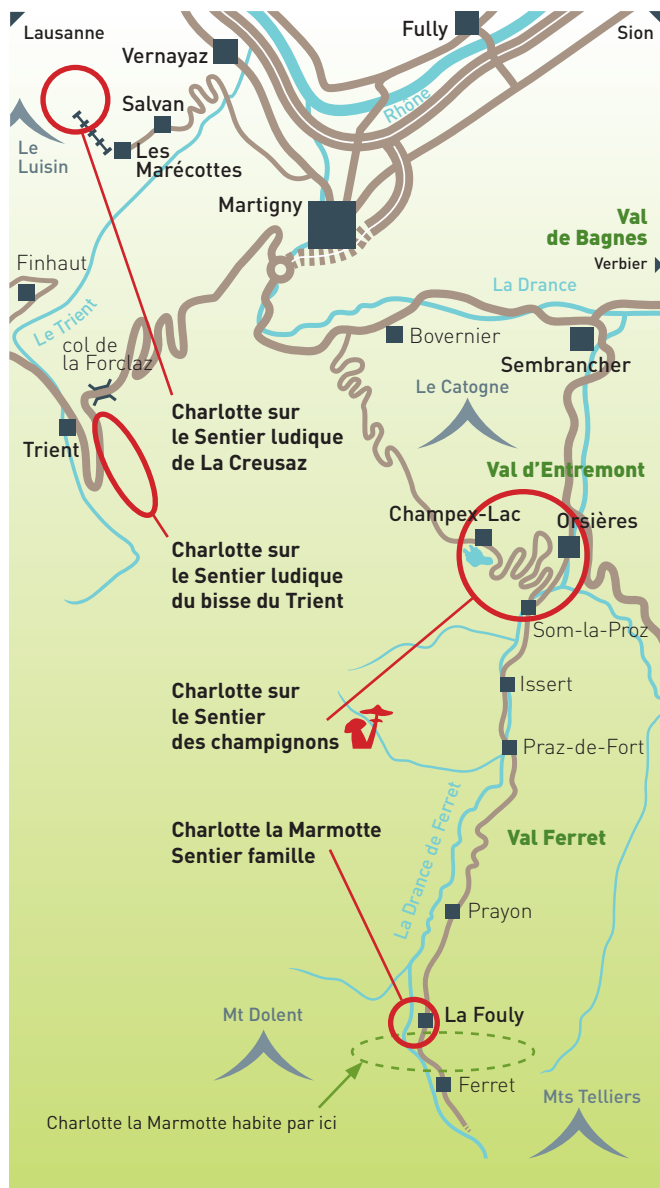 Lausanne
Fully
Sion
Vernayaz
Rhône
Salvan
Le
Luisin
Les
Marécottes
Martigny
Val
de Bagnes
Verbier
Finhaut
La Drance
Le Trient
col de
la Forclaz
Bovernier
Sembrancher
Le Catogne
Charlotte sur
le Sentier ludique
de La Creusaz
Trient
Val d'Entremont
Champex-Lac
Orsières
Charlotte sur
le Sentier ludique
du bisse du Trient
Som-la-Proz
Issert
Charlotte sur
le Sentier
des champignons
Praz-de-Fort
Charlotte la Marmotte
Sentier famille
Val Ferret
La Drance de Ferret
Prayon
Mt Dolent
La Fouly
Ferret
Mts Telliers
Charlotte la Marmotte habite par ici